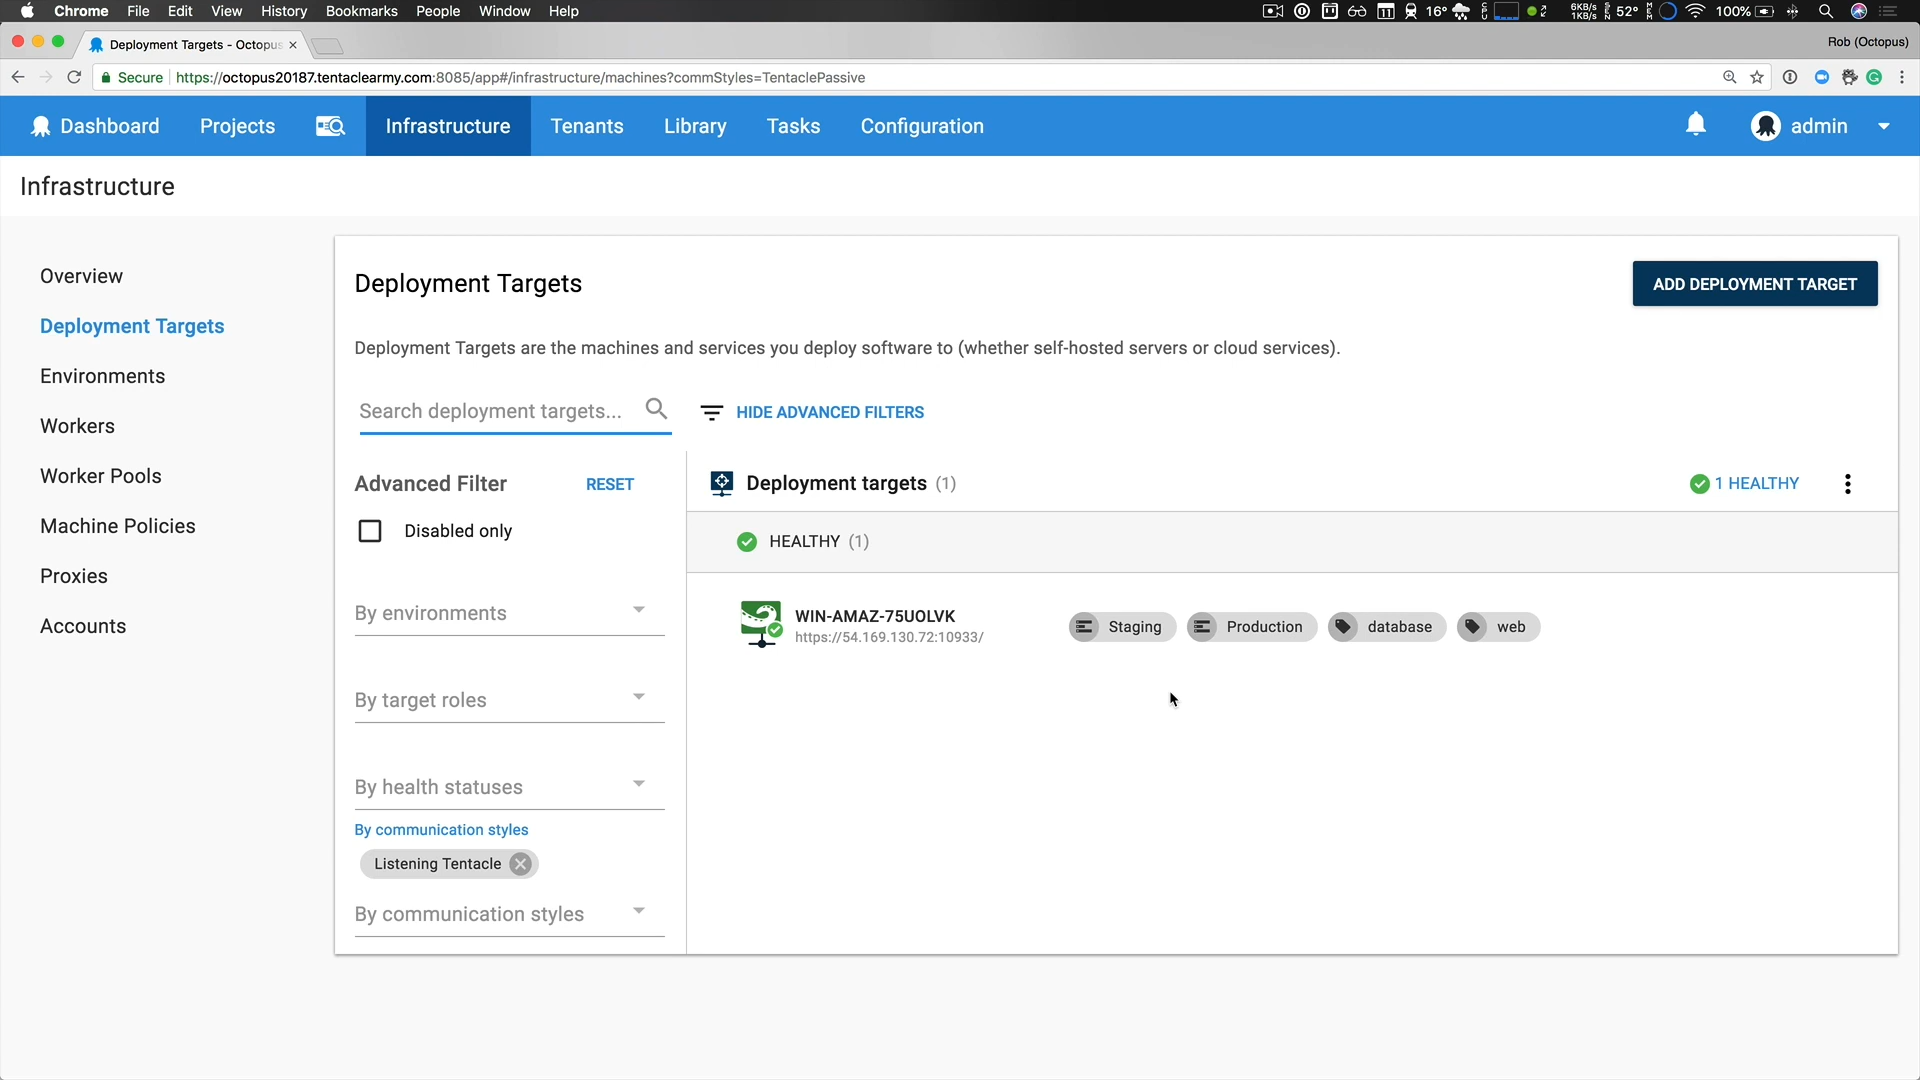 Chrome File Edit View History Bookmarks People Window Help 16° 6KB/s 1KB/s 52° 100%
Deployment Targets - Octopus Rob (Octopus)
Secure https://octopus20187.tentaclearmy.com:8085/app#/infrastructure/machines?commStyles=TentaclePassive
Dashboard Projects Infrastructure Tenants Library Tasks Configuration admin
Infrastructure
Overview
Deployment Targets
Environments
Workers
Worker Pools
Machine Policies
Proxies
Accounts
Deployment Targets
ADD DEPLOYMENT TARGET
Deployment Targets are the machines and services you deploy software to (whether self-hosted servers or cloud services).
Search deployment targets...
HIDE ADVANCED FILTERS
Advanced Filter RESET
Disabled only
By environments
By target roles
By health statuses
By communication styles
Listening Tentacle
By communication styles
Deployment targets (1)
1 HEALTHY
HEALTHY (1)
WIN-AMAZ-75UOLVK
https://54.169.130.72:10933/
Staging Production database web